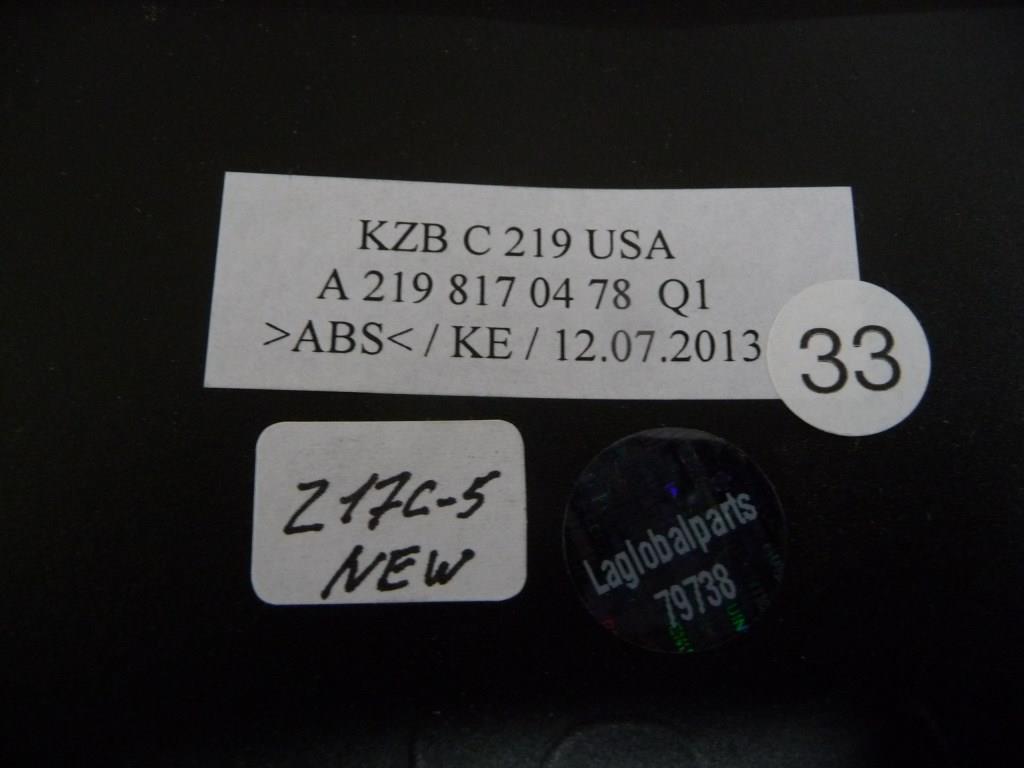 KZB C 219 USA
A 219 817 04 78 Q1
>ABS< / KE / 12.07.2013
33
Z17C-5
NEW
Laglobalparts
79738